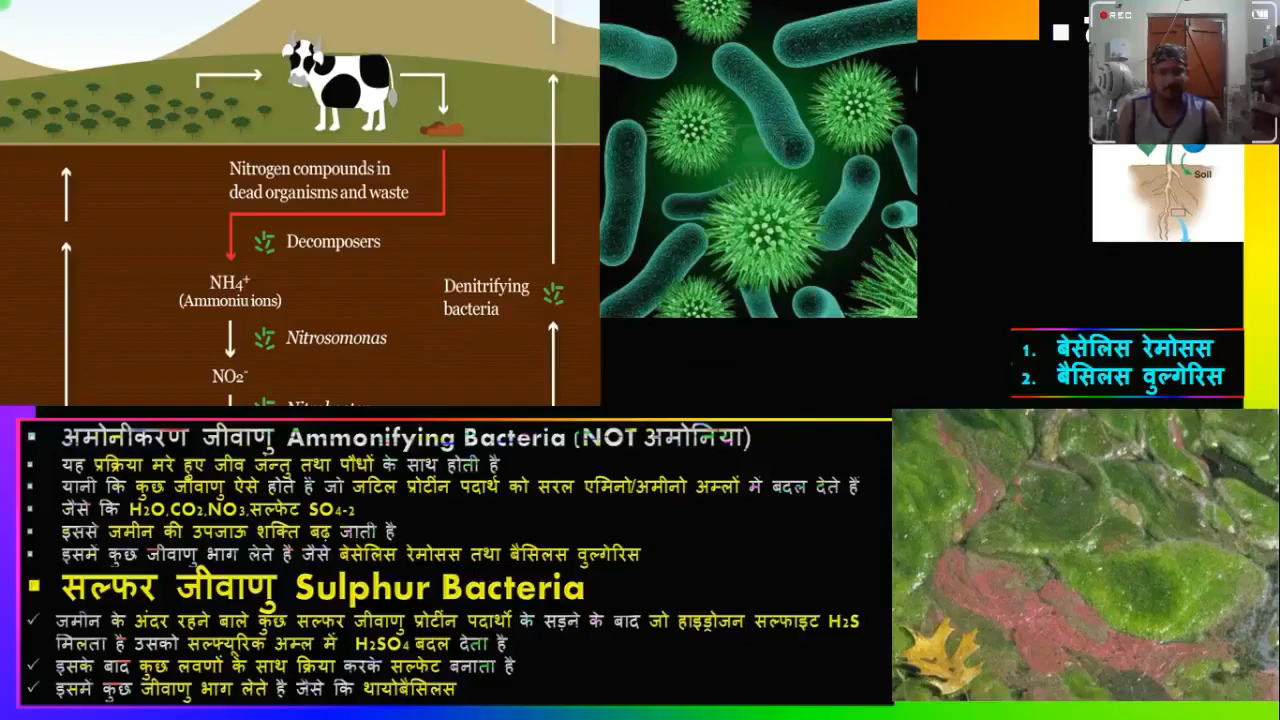 REC
Soil
Nitrogen compounds in
dead organisms and waste
Decomposers
NH4+
(Ammoniu ions)
Denitrifying
bacteria
Nitrosomonas
NO2-
1. बेसेलिस रेमोसस
2. बैसिलस वुल्गेरिस
▪ अमोनीकरण जीवाणु Ammonifying Bacteria (NOT अमोनिया)
▪ यह प्रक्रिया मरे हुए जीव जन्तु तथा पौधों के साथ होती है
▪ यानी कि कुछ जीवाणु ऐसे होते है जो जटिल प्रोटीन पदार्थ को सरल एमिनो/अमीनो अम्लों में बदल देते हैं
▪ जैसे कि H2O,CO2,NO3,सल्फेट SO4-2
▪ इससे जमीन की उपजाऊ शक्ति बढ़ जाती है
▪ इसमें कुछ जीवाणु भाग लेते है जैसे बेसेलिस रेमोसस तथा बैसिलस वुल्गेरिस
▪ सल्फर जीवाणु Sulphur Bacteria
✓ जमीन के अंदर रहने बाले कुछ सल्फर जीवाणु प्रोटीन पदार्थो के सड़ने के बाद जो हाइड्रोजन सल्फाइट H2S
मिलता है उसको सल्फ्यूरिक अम्ल में H2SO4 बदल देता है
✓ इसके बाद कुछ लवणों के साथ क्रिया करके सल्फेट बनाता है
✓ इसमें कुछ जीवाणु भाग लेते है जैसे कि थायोबैसिलस